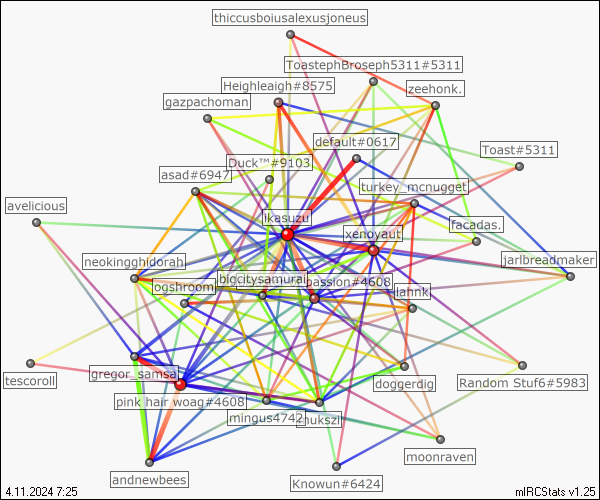 thiccusboiusalexusjoneus
ToastephBroseph5311#5311
Heighleaigh#8575
zeehonk.
gazpachoman
default#0617
Toast#5311
Duck™#9103
asad#6947
turkey_mcnugget
avelicious
ikasuzu
facadas.
xenoyaut
neokingghidorah
jarlbreadmaker
bigcitysamurai
passion#4608
ogshroom
lahnk
tescoroll
gregor_samsa
doggerdig
Random Stuf6#5983
pink hair woag#4608
mingus4742
moonraven
andnewbees
Knowun#6424
4.11.2024 7:25
mIRCStats v1.25